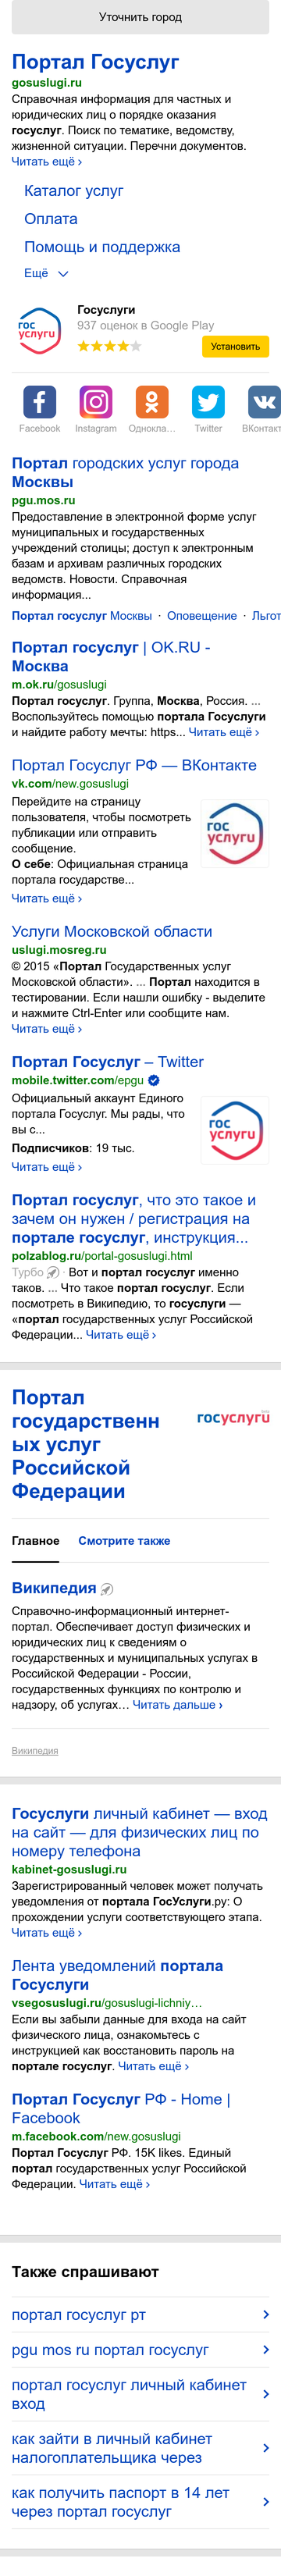 Уточнить город
Портал Госуслуг
gosuslugi.ru
Справочная информация для частных и
юридических лиц о порядке оказания
госуслуг. Поиск по тематике, ведомству,
жизненной ситуации. Перечни документов.
Читать ещё ›
Каталог услуг
Оплата
Помощь и поддержка
Ещё
гос
услуги
Госуслуги
937 оценок в Google Play
Установить
Facebook Instagram Однокла... Twitter ВКонтакт
Портал городских услуг города
Москвы
pgu.mos.ru
Предоставление в электронной форме услуг
муниципальных и государственных
учреждений столицы; доступ к электронным
базам и архивам различных городских
ведомств. Новости. Справочная
информация...
Портал госуслуг Москвы · Оповещение · Льгот
Портал госуслуг | OK.RU -
Москва
m.ok.ru/gosuslugi
Портал госуслуг. Группа, Москва, Россия. ...
Воспользуйтесь помощью портала Госуслуги
и найдите работу мечты: https... Читать ещё ›
Портал Госуслуг РФ — ВКонтакте
vk.com/new.gosuslugi
Перейдите на страницу
пользователя, чтобы посмотреть
публикации или отправить
сообщение.
О себе: Официальная страница
портала государстве...
гос
услуги
Читать ещё ›
Услуги Московской области
uslugi.mosreg.ru
© 2015 «Портал Государственных услуг
Московской области». ... Портал находится в
тестировании. Если нашли ошибку - выделите
и нажмите Ctrl-Enter или сообщите нам.
Читать ещё ›
Портал Госуслуг – Twitter
mobile.twitter.com/epgu
Официальный аккаунт Единого
портала Госуслуг. Мы рады, что
вы с...
Подписчиков: 19 тыс.
гос
услуги
Читать ещё ›
Портал госуслуг, что это такое и
зачем он нужен / регистрация на
портале госуслуг, инструкция...
polzablog.ru/portal-gosuslugi.html
Турбо · Вот и портал госуслуг именно
таков. ... Что такое портал госуслуг. Если
посмотреть в Википедию, то госуслуги —
«портал государственных услуг Российской
Федерации... Читать ещё ›
Портал
государственн
ых услуг
Российской
Федерации
госуслуги
Главное Смотрите также
Википедия
Справочно-информационный интернет-
портал. Обеспечивает доступ физических и
юридических лиц к сведениям о
государственных и муниципальных услугах в
Российской Федерации - России,
государственных функциях по контролю и
надзору, об услугах… Читать дальше ›
Википедия
Госуслуги личный кабинет — вход
на сайт — для физических лиц по
номеру телефона
kabinet-gosuslugi.ru
Зарегистрированный человек может получать
уведомления от портала ГосУслуги.ру: О
прохождении услуги соответствующего этапа.
Читать ещё ›
Лента уведомлений портала
Госуслуги
vsegosuslugi.ru/gosuslugi-lichniy…
Если вы забыли данные для входа на сайт
физического лица, ознакомьтесь с
инструкцией как восстановить пароль на
портале госуслуг. Читать ещё ›
Портал Госуслуг РФ - Home |
Facebook
m.facebook.com/new.gosuslugi
Портал Госуслуг РФ. 15K likes. Единый
портал государственных услуг Российской
Федерации. Читать ещё ›
Также спрашивают
портал госуслуг рт
pgu mos ru портал госуслуг
портал госуслуг личный кабинет
вход
как зайти в личный кабинет
налогоплательщика через
как получить паспорт в 14 лет
через портал госуслуг